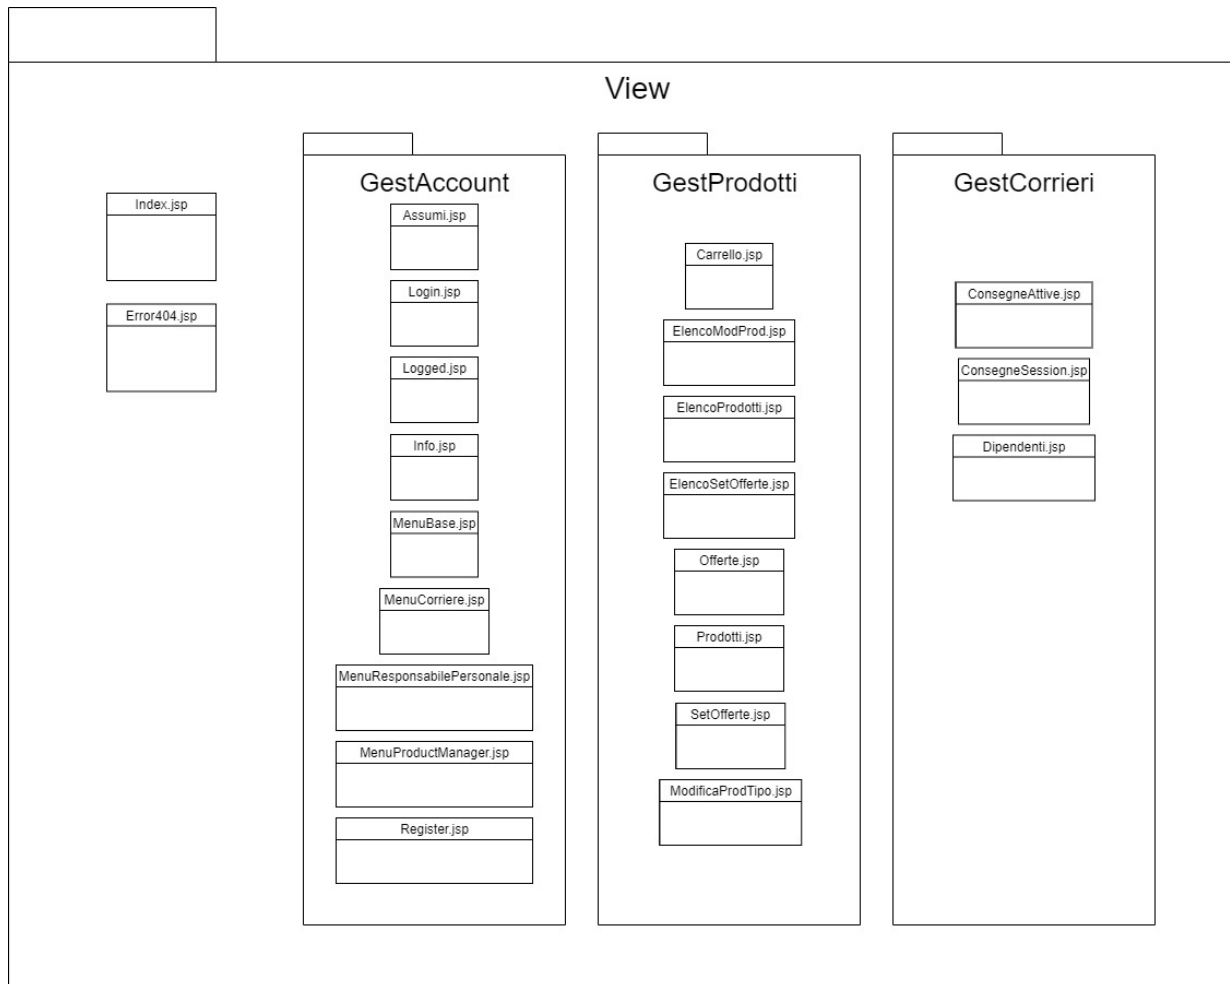 View
Index.jsp
Error404.jsp
GestAccount
Assumi.jsp
Login.jsp
Logged.jsp
Info.jsp
MenuBase.jsp
MenuCorriere.jsp
MenuResponsabilePersonale.jsp
MenuProductManager.jsp
Register.jsp
GestProdotti
Carrello.jsp
ElencoModProd.jsp
ElencoProdotti.jsp
ElencoSetOfferte.jsp
Offerte.jsp
Prodotti.jsp
SetOfferte.jsp
ModificaProdTipo.jsp
GestCorrieri
ConsegneAttive.jsp
ConsegneSession.jsp
Dipendenti.jsp